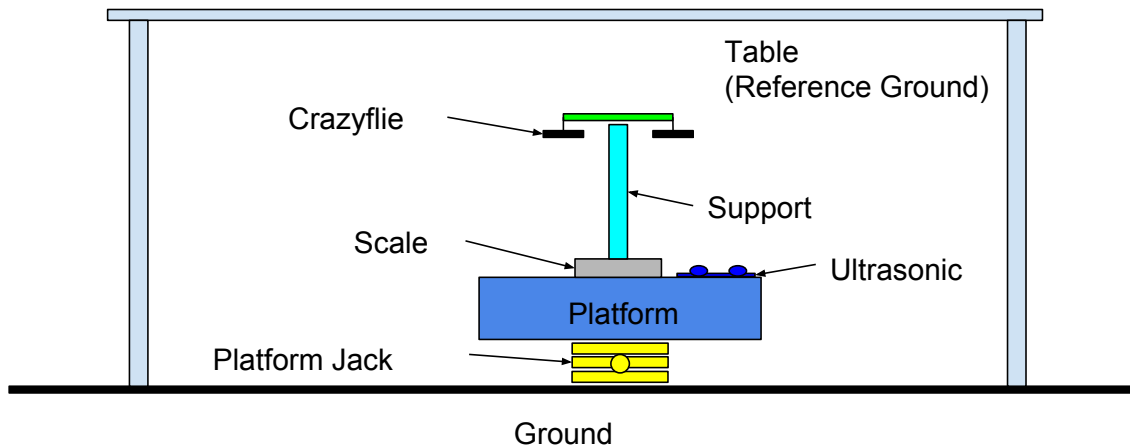 Table
(Reference Ground)
Crazyflie
Support
Scale
Ultrasonic
Platform
Platform Jack
Ground